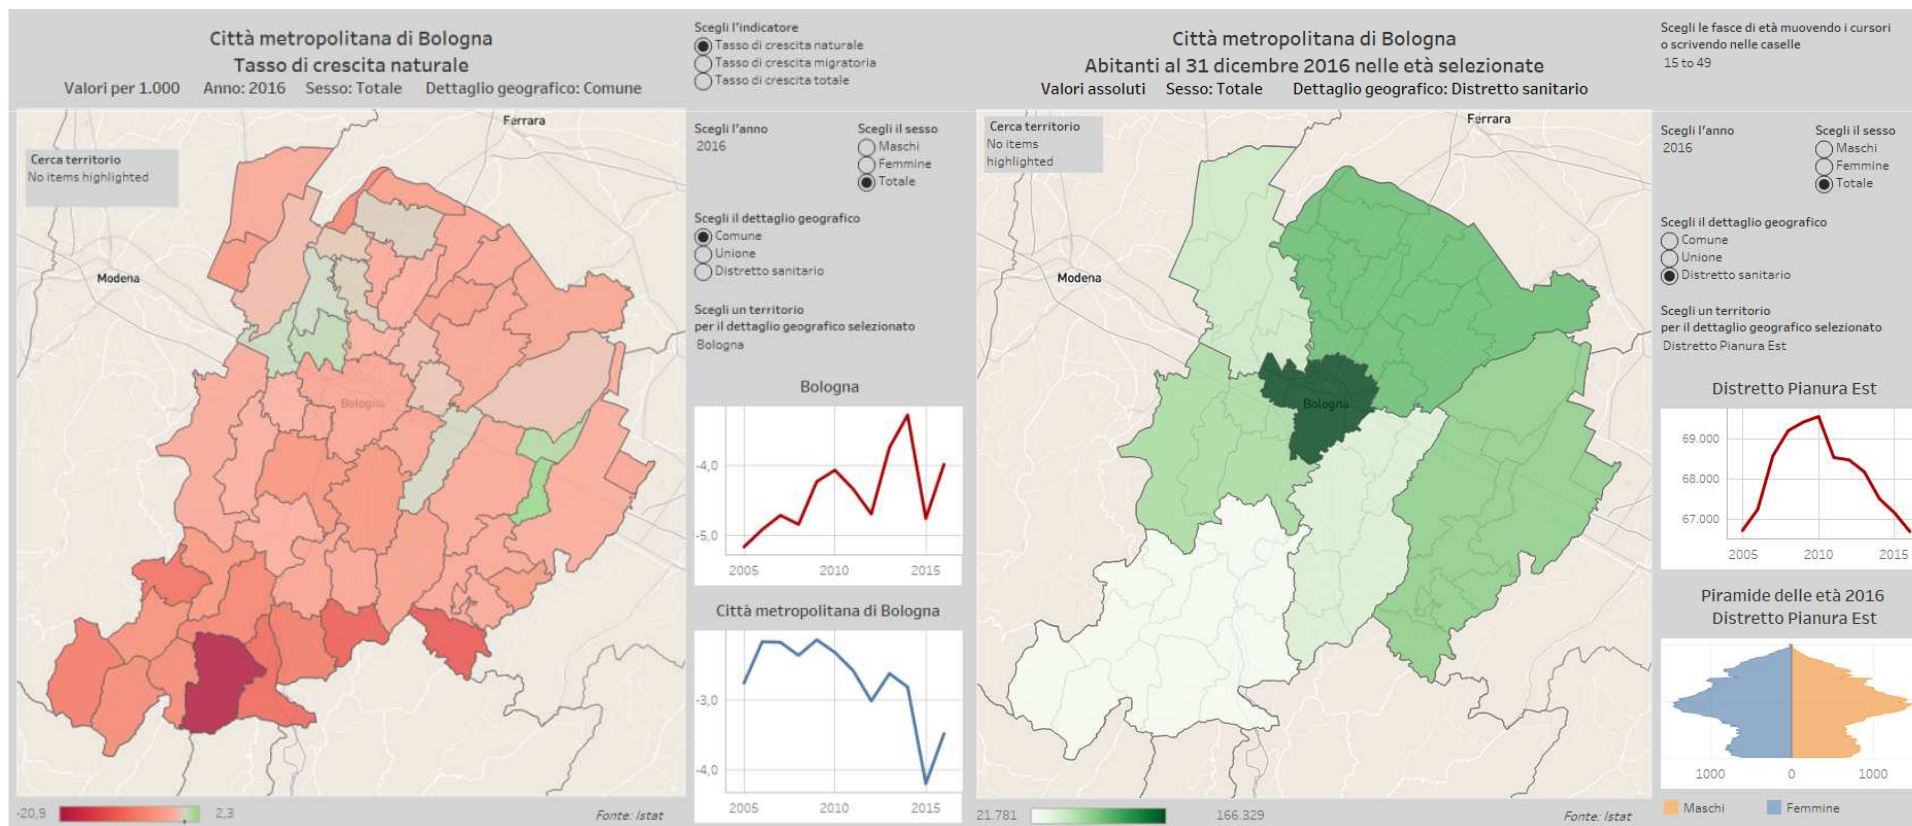 Città metropolitana di Bologna
Tasso di crescita naturale
Valori per 1.000 Anno: 2016 Sesso: Totale Dettaglio geografico: Comune
Cerca territorio
No items highlighted
Ferrara
Modena
Bologna
-20,9
2,3
Fonte: Istat
Scegli l'indicatore
Tasso di crescita naturale
Tasso di crescita migratoria
Tasso di crescita totale
Scegli l'anno
2016
Scegli il sesso
Maschi
Femmine
Totale
Scegli il dettaglio geografico
Comune
Unione
Distretto sanitario
Scegli un territorio
per il dettaglio geografico selezionato
Bologna
Bologna
-4,0
-5,0
2005 2010 2015
Città metropolitana di Bologna
-3,0
-4,0
2005 2010 2015
Città metropolitana di Bologna
Abitanti al 31 dicembre 2016 nelle età selezionate
Valori assoluti Sesso: Totale Dettaglio geografico: Distretto sanitario
Cerca territorio
No items
highlighted
Ferrara
Modena
Bologna
21.781
166.329
Fonte: Istat
Scegli le fasce di età muovendo i cursori
o scrivendo nelle caselle
15 to 49
Scegli l'anno
2016
Scegli il sesso
Maschi
Femmine
Totale
Scegli il dettaglio geografico
Comune
Unione
Distretto sanitario
Scegli un territorio
per il dettaglio geografico selezionato
Distretto Pianura Est
Distretto Pianura Est
69.000
68.000
67.000
2005 2010 2015
Piramide delle età 2016
Distretto Pianura Est
1000 0 1000
Maschi Femmine